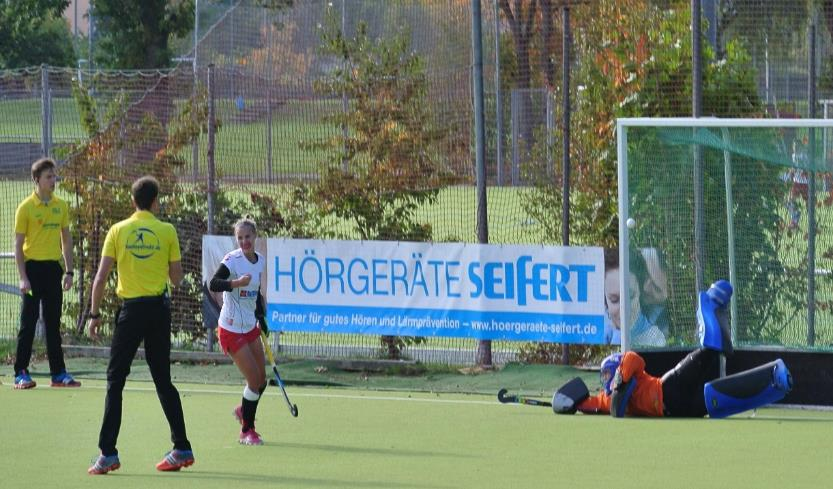 HÖRGERÄTE SEIFERT
Partner für gutes Hören und Lärmprävention – www.hoergeraete-seifert.de